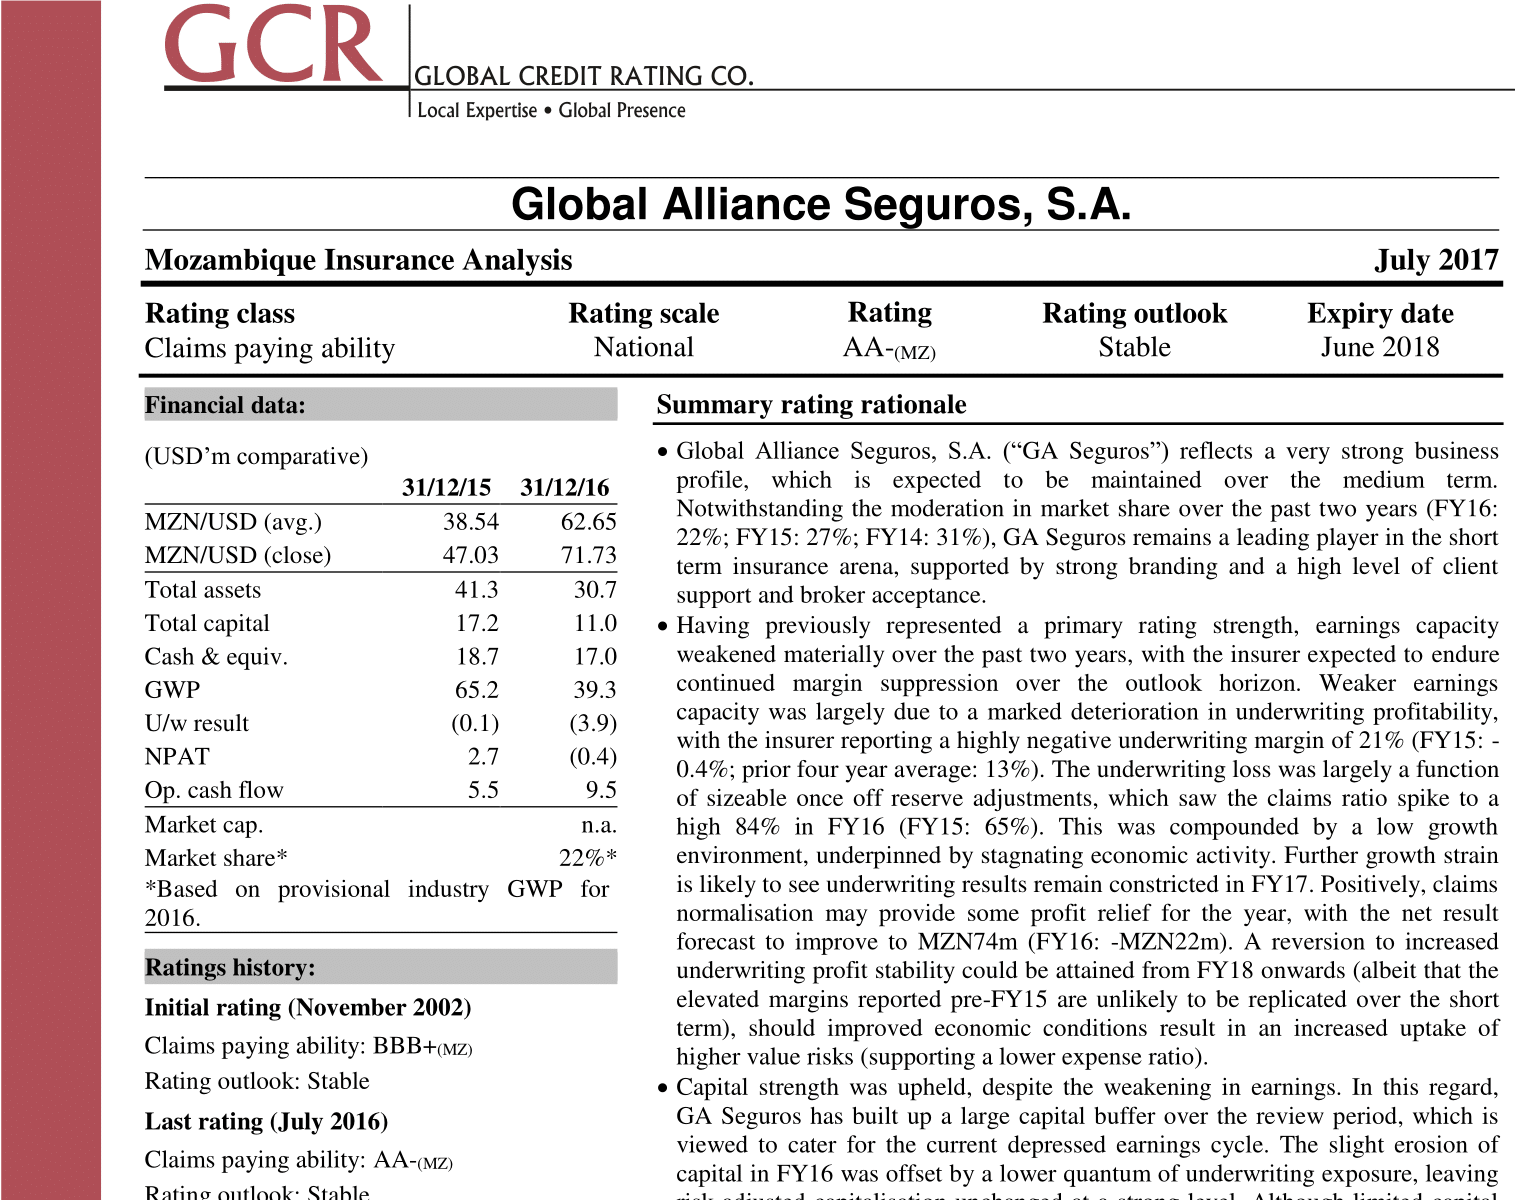 GCR
GLOBAL CREDIT RATING CO.
Local Expertise • Global Presence
Global Alliance Seguros, S.A.
Mozambique Insurance Analysis July 2017
Rating class Rating scale Rating Rating outlook Expiry date
Claims paying ability National AA-(MZ) Stable June 2018
Financial data:
(USD’m comparative)
31/12/15 31/12/16
MZN/USD (avg.) 38.54 62.65
MZN/USD (close) 47.03 71.73
Total assets 41.3 30.7
Total capital 17.2 11.0
Cash & equiv. 18.7 17.0
GWP 65.2 39.3
U/w result (0.1) (3.9)
NPAT 2.7 (0.4)
Op. cash flow 5.5 9.5
Market cap. n.a.
Market share* 22%*
*Based on provisional industry GWP for
2016.
Ratings history:
Initial rating (November 2002)
Claims paying ability: BBB+(MZ)
Rating outlook: Stable
Last rating (July 2016)
Claims paying ability: AA-(MZ)
Rating outlook: Stable
Summary rating rationale
• Global Alliance Seguros, S.A. (“GA Seguros”) reflects a very strong business
profile, which is expected to be maintained over the medium term.
Notwithstanding the moderation in market share over the past two years (FY16:
22%; FY15: 27%; FY14: 31%), GA Seguros remains a leading player in the short
term insurance arena, supported by strong branding and a high level of client
support and broker acceptance.
• Having previously represented a primary rating strength, earnings capacity
weakened materially over the past two years, with the insurer expected to endure
continued margin suppression over the outlook horizon. Weaker earnings
capacity was largely due to a marked deterioration in underwriting profitability,
with the insurer reporting a highly negative underwriting margin of 21% (FY15: -
0.4%; prior four year average: 13%). The underwriting loss was largely a function
of sizeable once off reserve adjustments, which saw the claims ratio spike to a
high 84% in FY16 (FY15: 65%). This was compounded by a low growth
environment, underpinned by stagnating economic activity. Further growth strain
is likely to see underwriting results remain constricted in FY17. Positively, claims
normalisation may provide some profit relief for the year, with the net result
forecast to improve to MZN74m (FY16: -MZN22m). A reversion to increased
underwriting profit stability could be attained from FY18 onwards (albeit that the
elevated margins reported pre-FY15 are unlikely to be replicated over the short
term), should improved economic conditions result in an increased uptake of
higher value risks (supporting a lower expense ratio).
• Capital strength was upheld, despite the weakening in earnings. In this regard,
GA Seguros has built up a large capital buffer over the review period, which is
viewed to cater for the current depressed earnings cycle. The slight erosion of
capital in FY16 was offset by a lower quantum of underwriting exposure, leaving
risk adjusted capitalisation unchanged at a strong level. Although limited capital